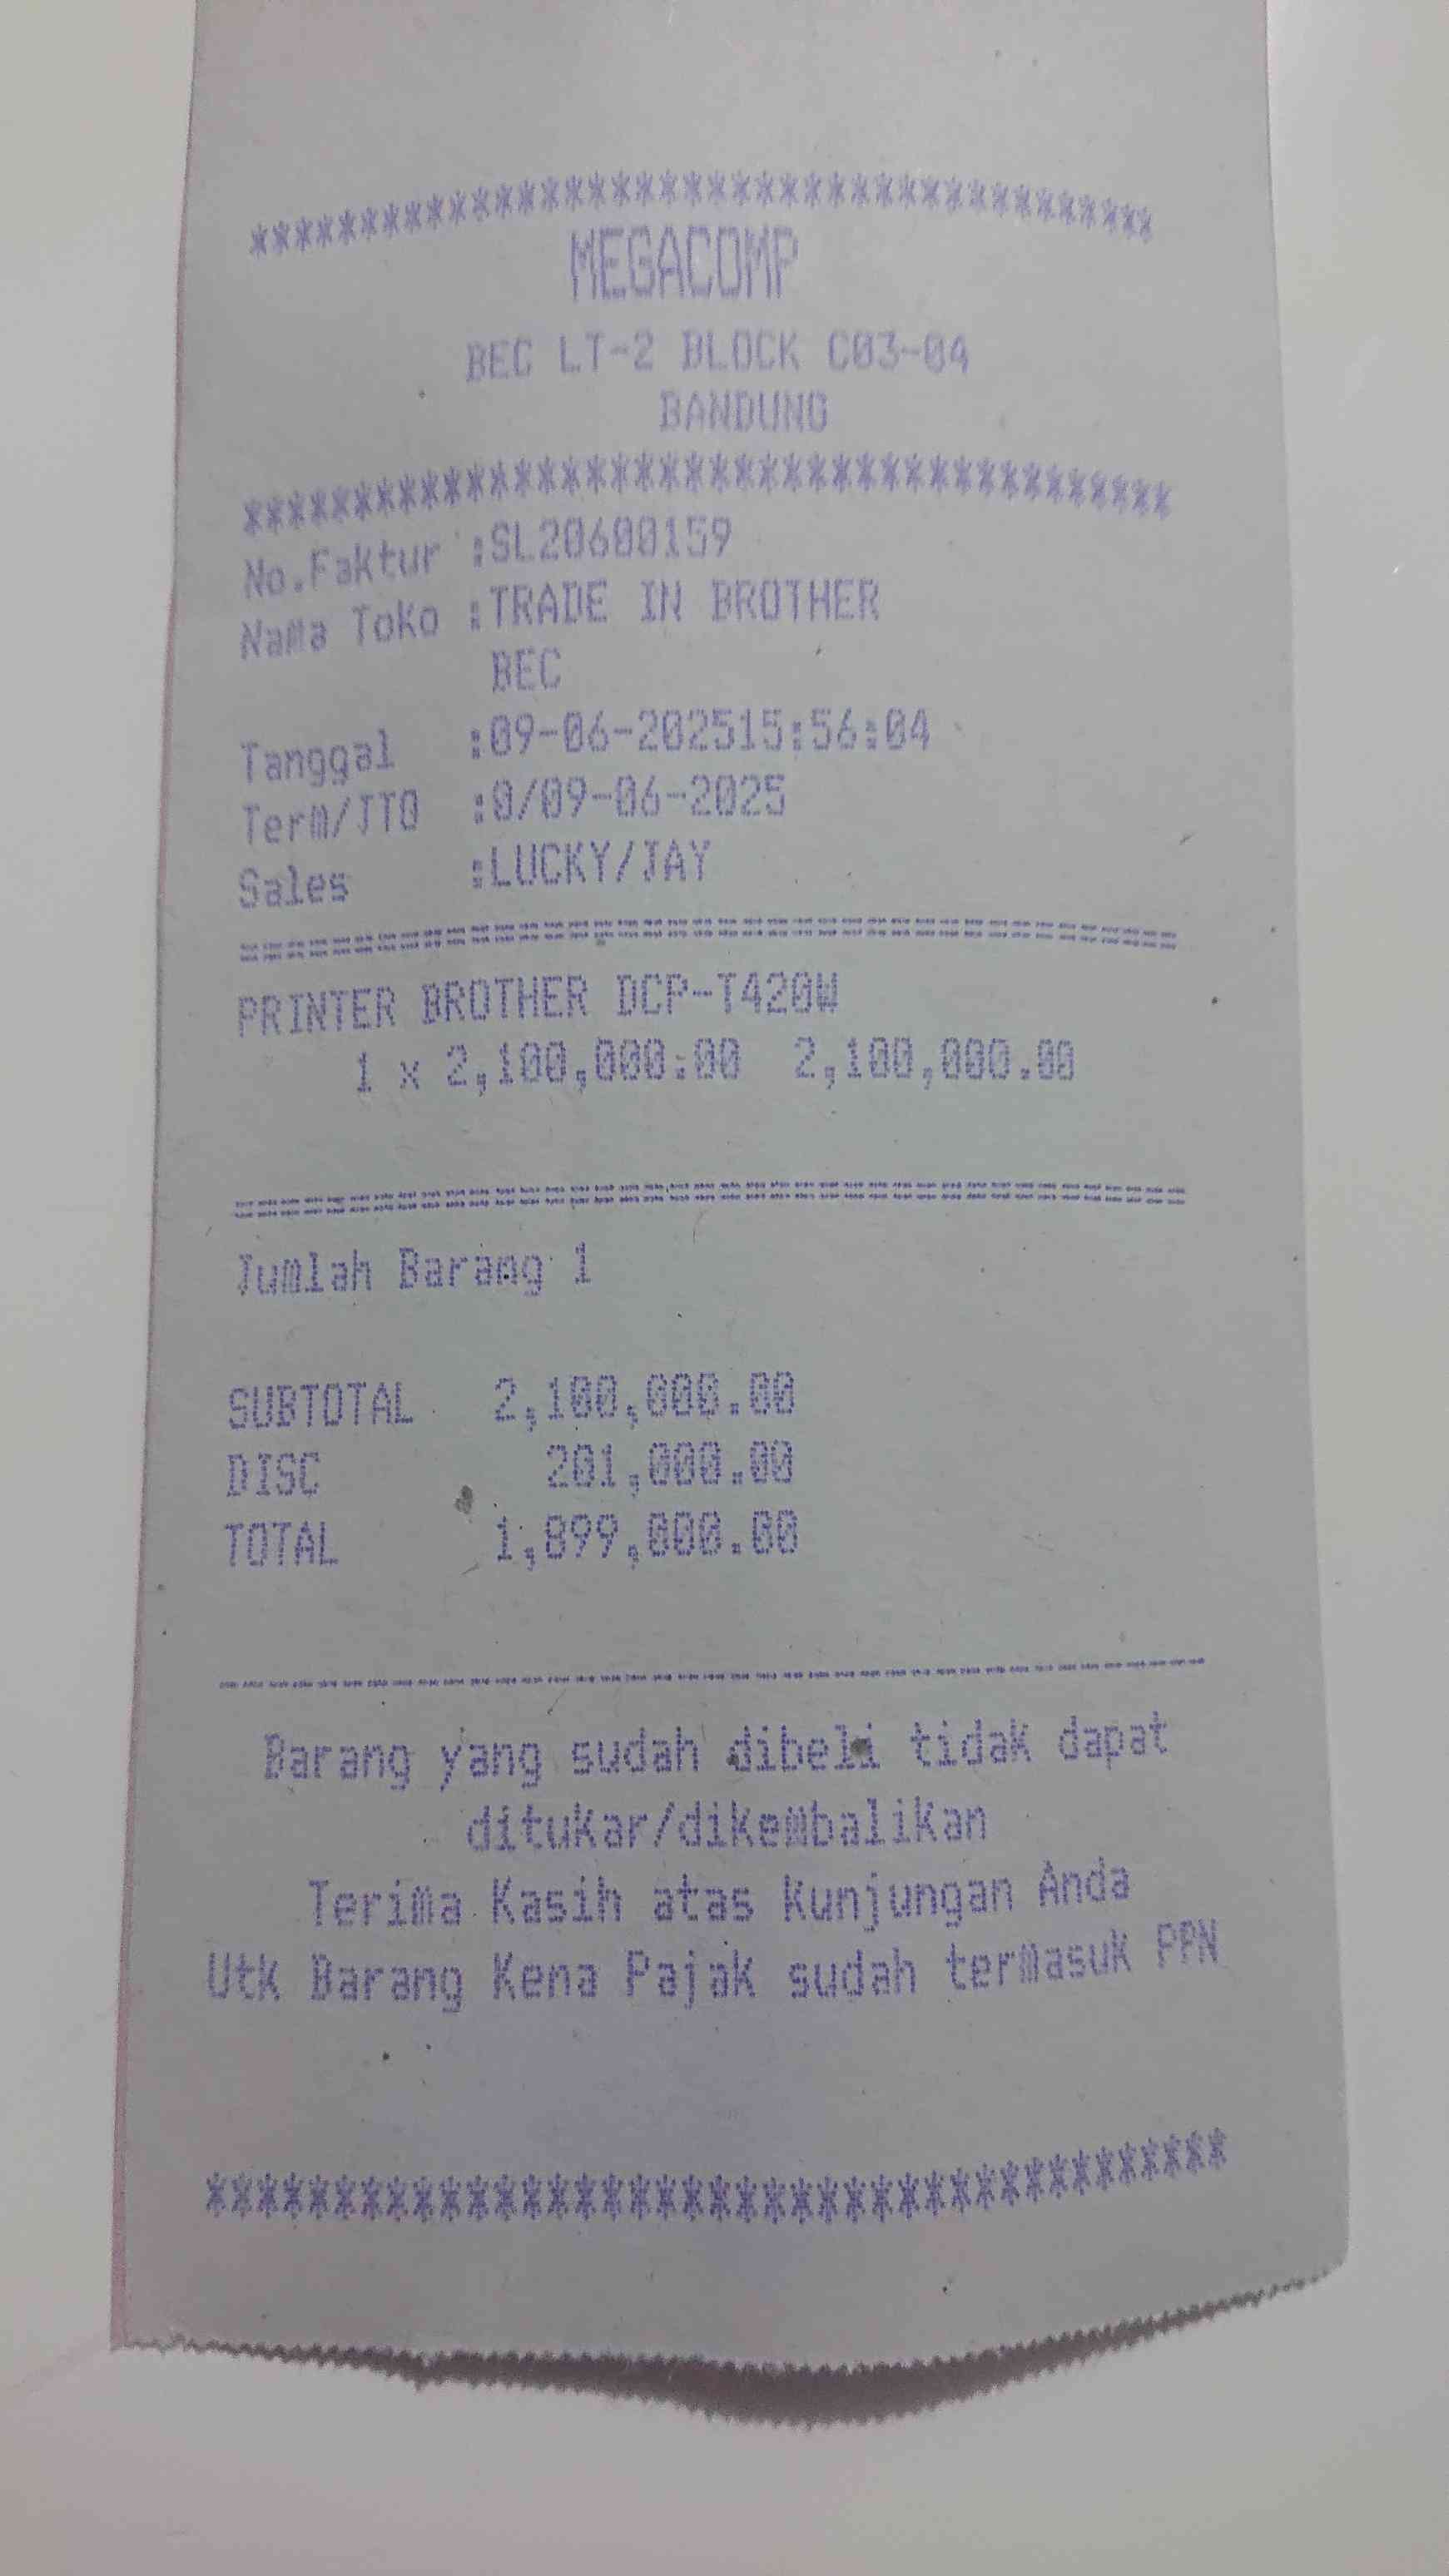 ****************************************
MEGACOMP
BEC LT-2 BLOCK C03-04
BANDUNG
****************************************
No.Faktur :SL20600159
Nama Toko :TRADE IN BROTHER
BEC
Tanggal :09-06-202515:56:04
Term/JTO :0/09-06-2025
Sales :LUCKY/JAY
========================================
PRINTER BROTHER DCP-T420W
1 x 2,100,000.00 2,100,000.00
========================================
Jumlah Barang 1
SUBTOTAL 2,100,000.00
DISC 201,000.00
TOTAL 1,899,000.00
----------------------------------------
Barang yang sudah dibeli tidak dapat
ditukar/dikembalikan
Terima Kasih atas Kunjungan Anda
Utk Barang Kena Pajak sudah termasuk PPN
****************************************